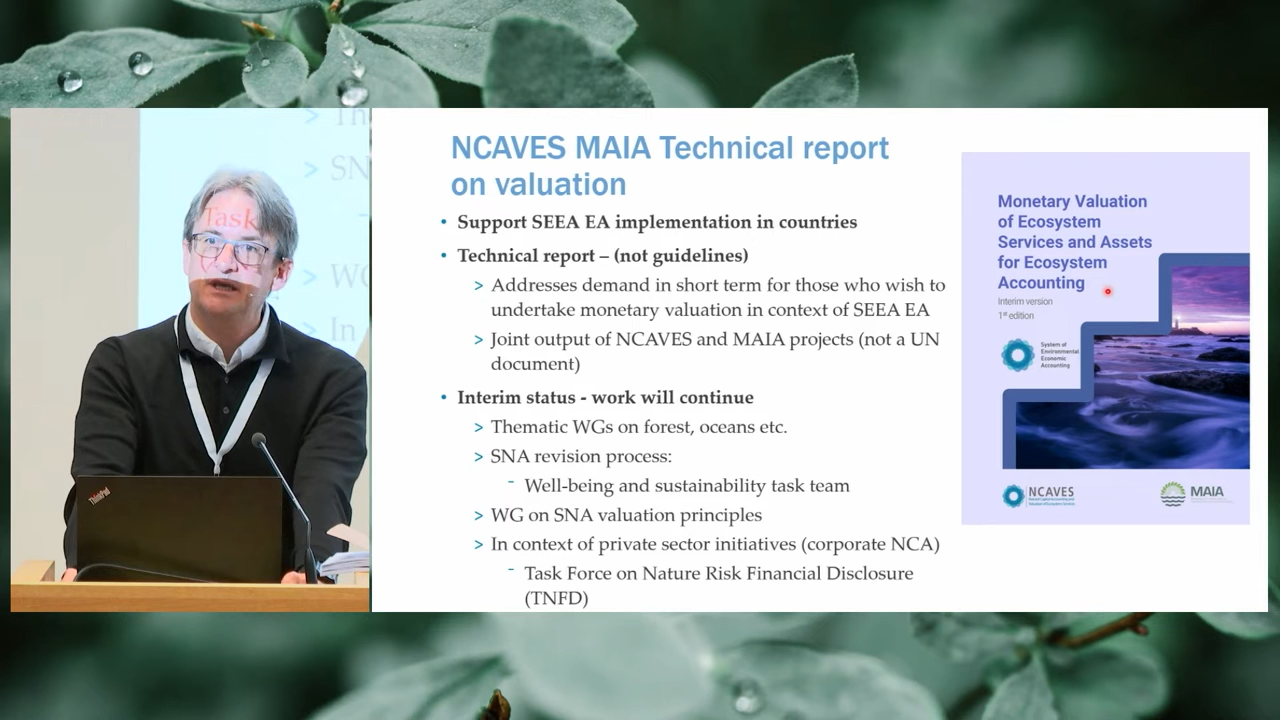 Th
SN
Task
WG
In
ThinkPad
NCAVES MAIA Technical report
on valuation
• Support SEEA EA implementation in countries
• Technical report – (not guidelines)
> Addresses demand in short term for those who wish to
undertake monetary valuation in context of SEEA EA
> Joint output of NCAVES and MAIA projects (not a UN
document)
• Interim status - work will continue
> Thematic WGs on forest, oceans etc.
> SNA revision process:
- Well-being and sustainability task team
> WG on SNA valuation principles
> In context of private sector initiatives (corporate NCA)
- Task Force on Nature Risk Financial Disclosure
(TNFD)
Monetary Valuation
of Ecosystem
Services and Assets
for Ecosystem
Accounting
Interim version
1st edition
System of
Environmental
Economic
Accounting
NCAVES
MAIA